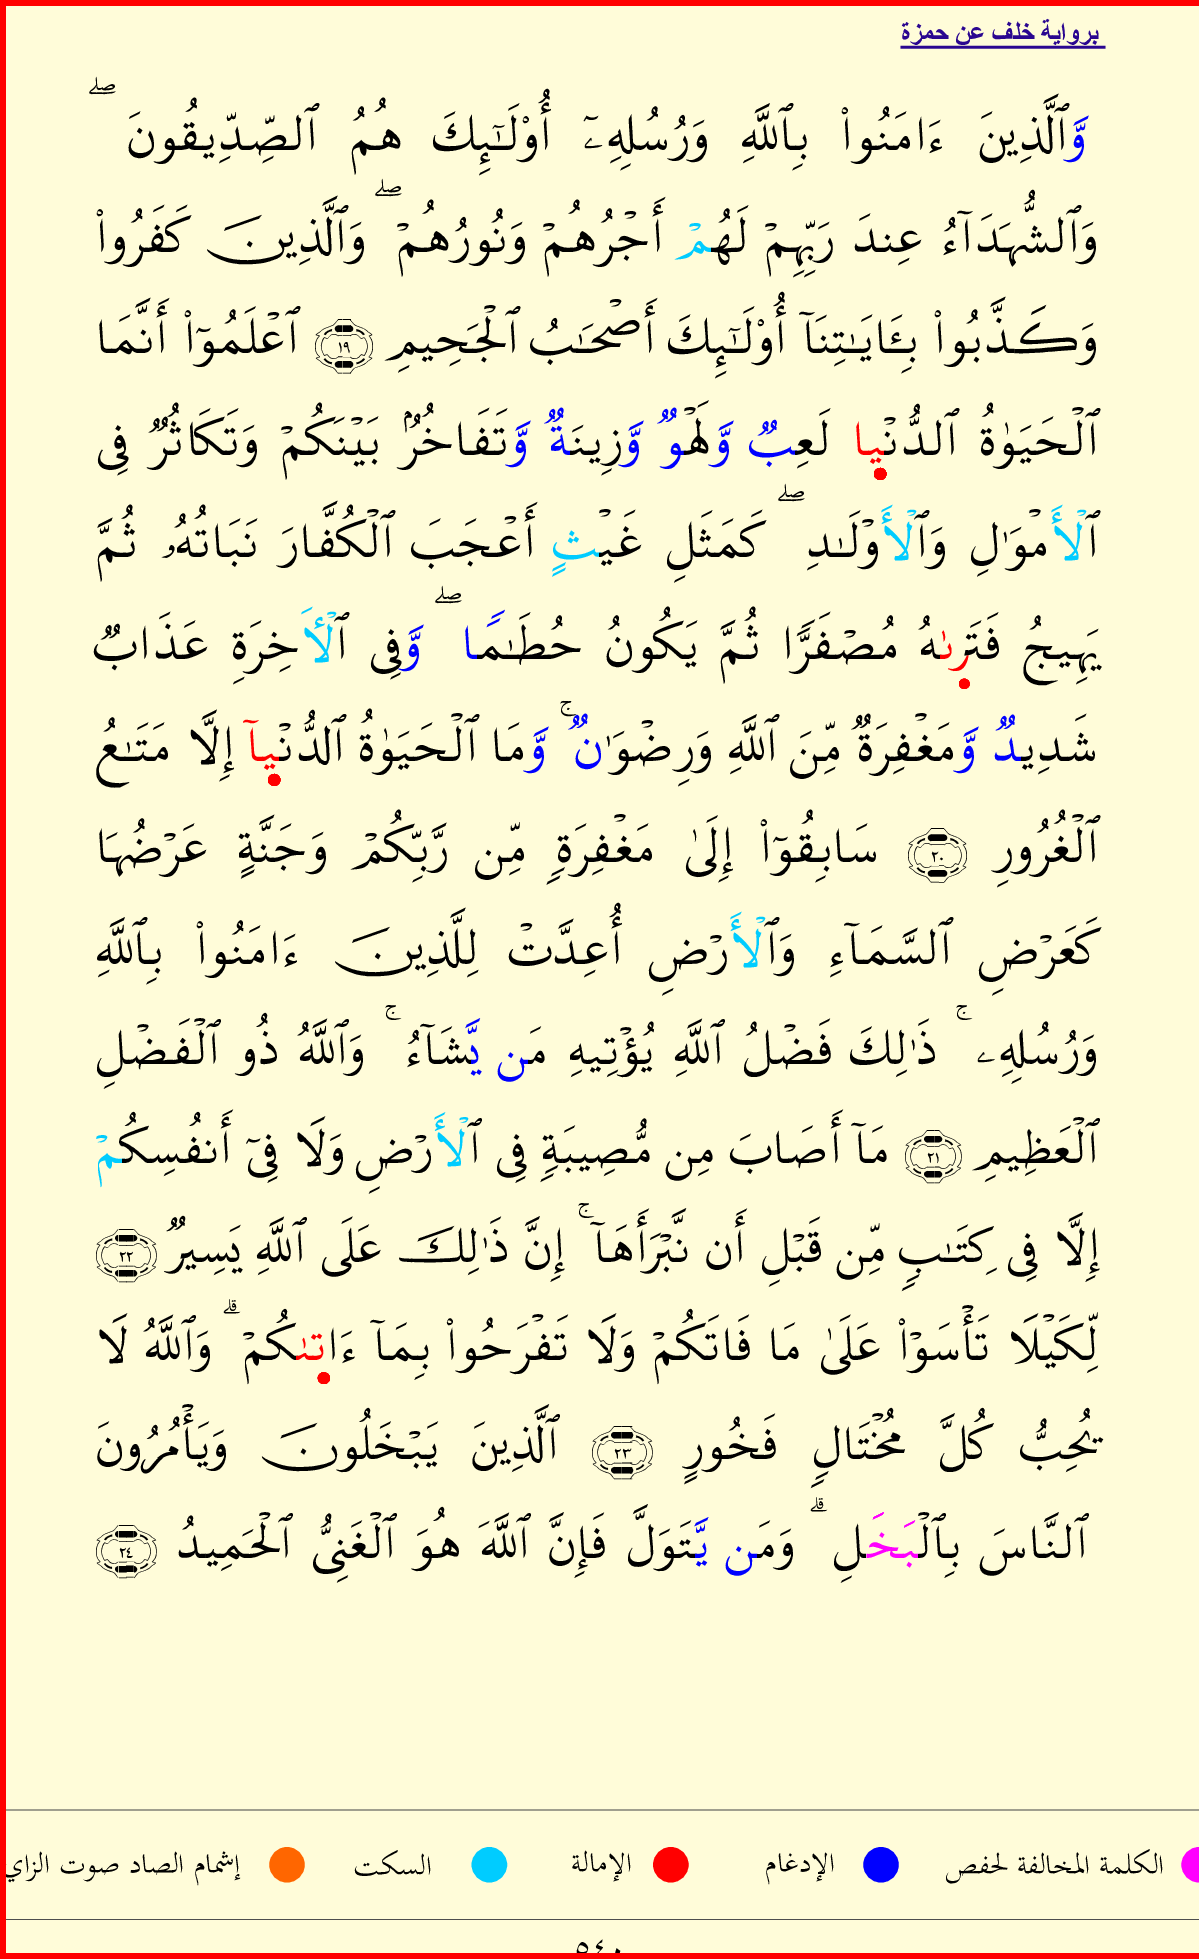 برواية خلف عن حمزة
وَّٱلَّذِينَ ءَامَنُوا۟ بِٱللَّهِ وَرُسُلِهِۦٓ أُو۟لَـٰٓئِكَ هُمُ ٱلصِّدِّيقُونَ ۖ
وَٱلشُّهَدَآءُ عِندَ رَبِّهِمْ لَهُمْ أَجْرُهُمْ وَنُورُهُمْ ۖ وَٱلَّذِينَ كَفَرُوا۟
وَكَذَّبُوا۟ بِـَٔايَـٰتِنَآ أُو۟لَـٰٓئِكَ أَصْحَـٰبُ ٱلْجَحِيمِ ١٩ ٱعْلَمُوٓا۟ أَنَّمَا
ٱلْحَيَوٰةُ ٱلدُّنْيا لَعِبٌ وَّلَهْوٌ وَّزِينَةٌ وَّتَفَاخُرٌۢ بَيْنَكُمْ وَتَكَاثُرٌ فِى
ٱلْأَمْوَٰلِ وَٱلْأَوْلَـٰدِ ۖ كَمَثَلِ غَيْثٍ أَعْجَبَ ٱلْكُفَّارَ نَبَاتُهُۥ ثُمَّ
يَهِيجُ فَتَرىٰهُ مُصْفَرًّا ثُمَّ يَكُونُ حُطَـٰمًا ۖ وَّفِى ٱلْـَٔاخِرَةِ عَذَابٌ
شَدِيدٌ وَّمَغْفِرَةٌ مِّنَ ٱللَّهِ وَرِضْوَٰنٌ ۚ وَّمَا ٱلْحَيَوٰةُ ٱلدُّنْيآ إِلَّا مَتَـٰعُ
ٱلْغُرُورِ ٢٠ سَابِقُوٓا۟ إِلَىٰ مَغْفِرَةٍ مِّن رَّبِّكُمْ وَجَنَّةٍ عَرْضُهَا
كَعَرْضِ ٱلسَّمَآءِ وَٱلْأَرْضِ أُعِدَّتْ لِلَّذِينَ ءَامَنُوا۟ بِٱللَّهِ
وَرُسُلِهِۦ ۚ ذَٰلِكَ فَضْلُ ٱللَّهِ يُؤْتِيهِ مَن يَّشَآءُ ۚ وَٱللَّهُ ذُو ٱلْفَضْلِ
ٱلْعَظِيمِ ٢١ مَآ أَصَابَ مِن مُّصِيبَةٍ فِى ٱلْأَرْضِ وَلَا فِىٓ أَنفُسِكُمْ
إِلَّا فِى كِتَـٰبٍ مِّن قَبْلِ أَن نَّبْرَأَهَآ ۚ إِنَّ ذَٰلِكَ عَلَى ٱللَّهِ يَسِيرٌ ٢٢
لِّكَيْلَا تَأْسَوْا۟ عَلَىٰ مَا فَاتَكُمْ وَلَا تَفْرَحُوا۟ بِمَآ ءَاتىٰكُمْ ۗ وَٱللَّهُ لَا
يُحِبُّ كُلَّ مُخْتَالٍ فَخُورٍ ٢٣ ٱلَّذِينَ يَبْخَلُونَ وَيَأْمُرُونَ
ٱلنَّاسَ بِٱلْبَخَلِ ۗ وَمَن يَّتَوَلَّ فَإِنَّ ٱللَّهَ هُوَ ٱلْغَنِىُّ ٱلْحَمِيدُ ٢٤
الكلمة المخالفة لحفص الإدغام الإمالة السكت إشمام الصاد صوت الزاي
٥٤٠